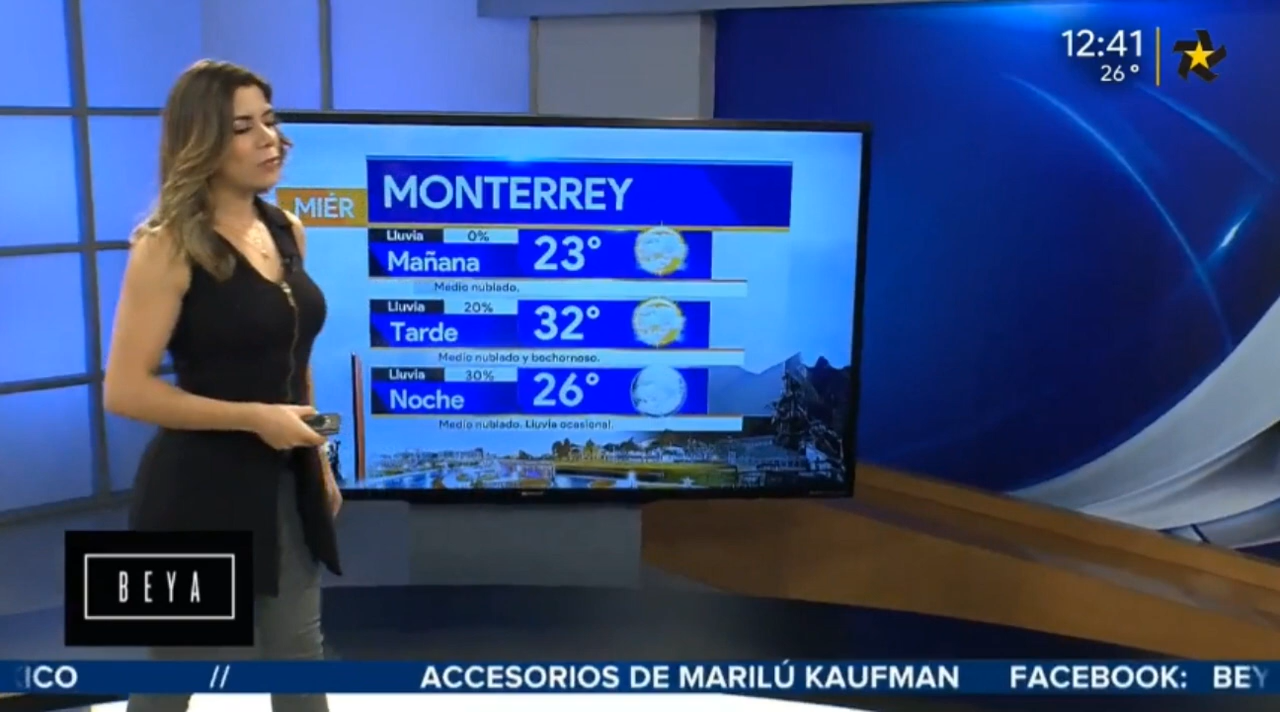 12:41
26°
MIÉR
MONTERREY
Lluvia 0%
Mañana 23°
Medio nublado.
Lluvia 20%
Tarde 32°
Medio nublado y bochornoso.
Lluvia 30%
Noche 26°
Medio nublado. Lluvia ocasional.
BEYA
ICO // ACCESORIOS DE MARILÚ KAUFMAN FACEBOOK: BEY